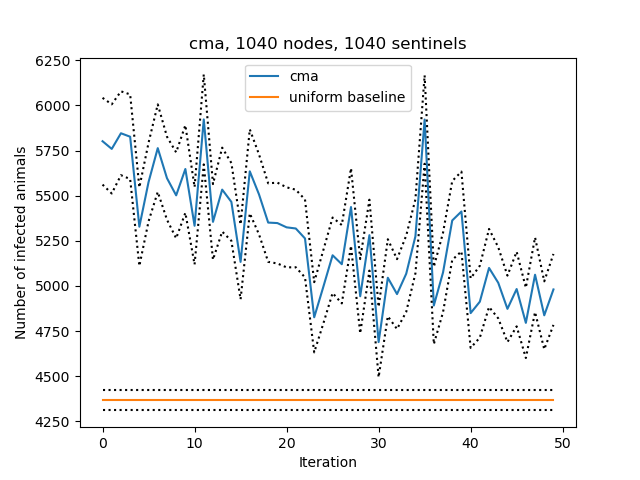 cma, 1040 nodes, 1040 sentinels
cma
uniform baseline
Number of infected animals
6250
6000
5750
5500
5250
5000
4750
4500
4250
0 10 20 30 40 50
Iteration